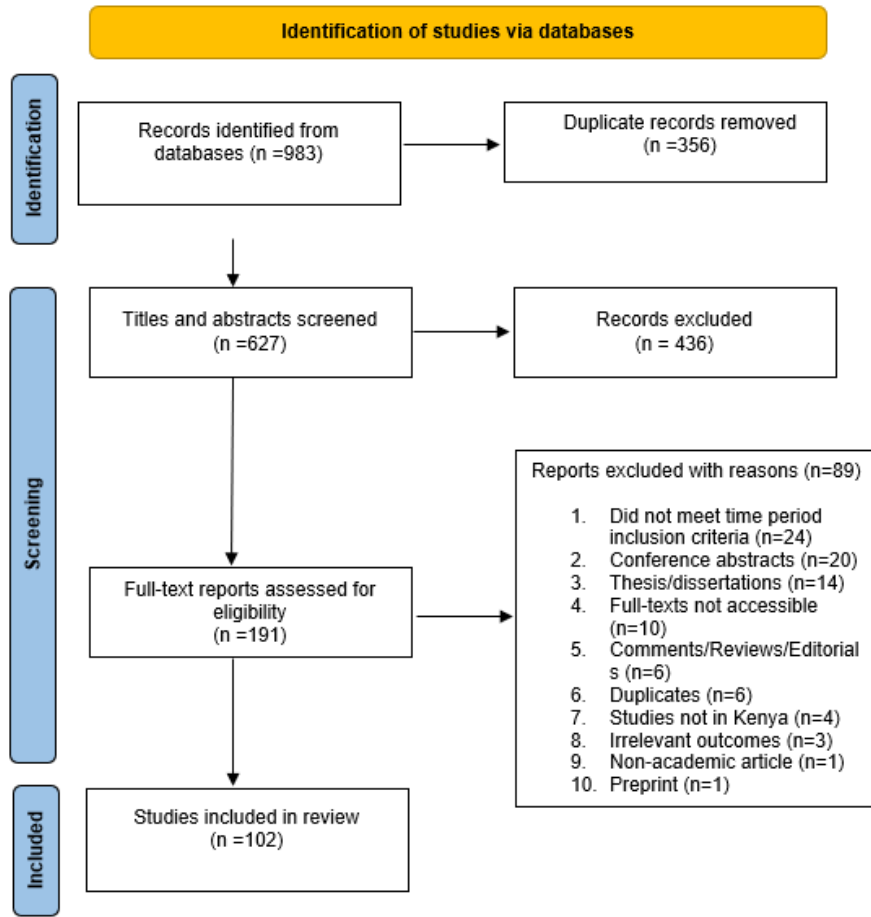 Identification of studies via databases
Identification
Records identified from
databases (n =983)
Duplicate records removed
(n =356)
Screening
Titles and abstracts screened
(n =627)
Records excluded
(n = 436)
Full-text reports assessed for
eligibility
(n =191)
Reports excluded with reasons (n=89)
1. Did not meet time period
inclusion criteria (n=24)
2. Conference abstracts (n=20)
3. Thesis/dissertations (n=14)
4. Full-texts not accessible
(n=10)
5. Comments/Reviews/Editorial
s (n=6)
6. Duplicates (n=6)
7. Studies not in Kenya (n=4)
8. Irrelevant outcomes (n=3)
9. Non-academic article (n=1)
10. Preprint (n=1)
Included
Studies included in review
(n =102)